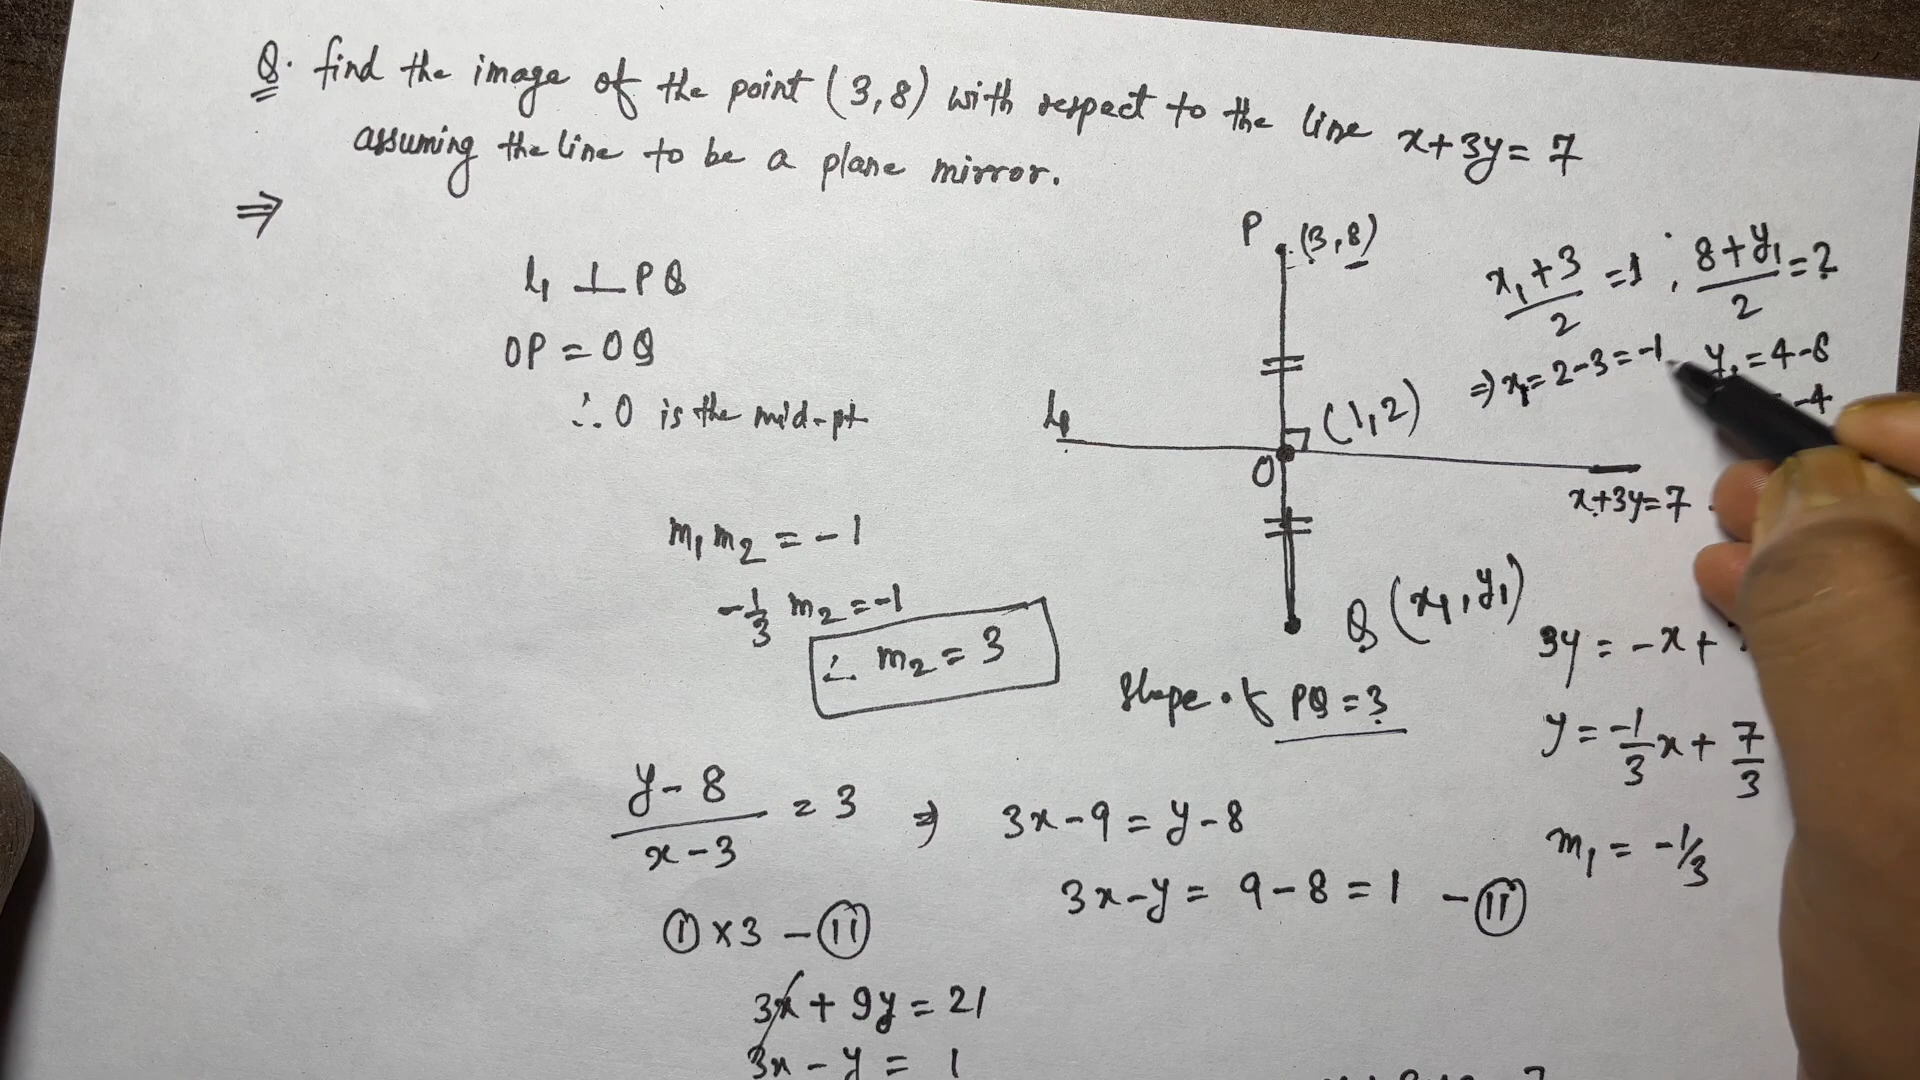 Q. find the image of the point (3,8) with respect to the line x+3y=7
assuming the line to be a plane mirror.
⇒
l₁ ⊥ PQ
OP = OQ
∴ O is the mid-pt
m₁m₂ = -1
-1/3 m₂ = -1
∴ m₂ = 3
P (3,8)
(1,2)
l₁
O
x+3y=7
Q (x₁,y₁)
Slope of PQ = 3
(x₁+3)/2 = 1 ; (8+y₁)/2 = 2
⇒ x₁ = 2-3 = -1 y₁ = 4-8
-4
3y = -x +
y = -1/3 x + 7/3
m₁ = -1/3
(y-8)/(x-3) = 3 ⇒ 3x-9 = y-8
3x-y = 9-8 = 1 -(II)
(I) ×3 - (II)
3x + 9y = 21
3x - y = 1